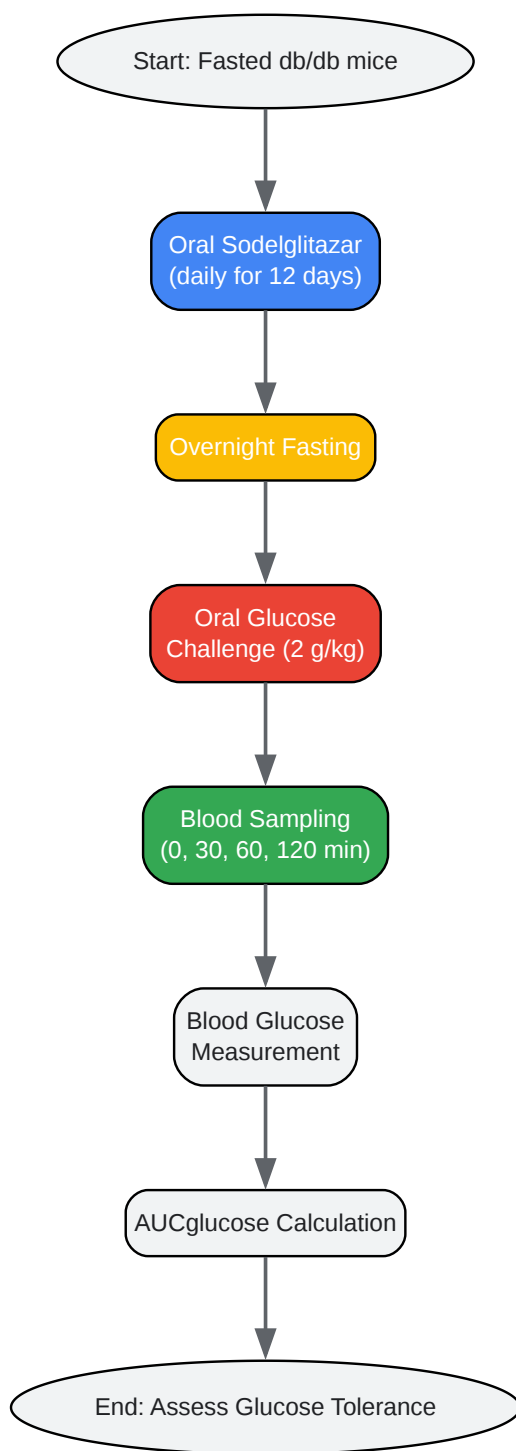 Start: Fasted db/db mice
Oral Sodelglitazar
(daily for 12 days)
Overnight Fasting
Oral Glucose
Challenge (2 g/kg)
Blood Sampling
(0, 30, 60, 120 min)
Blood Glucose
Measurement
AUCglucose Calculation
End: Assess Glucose Tolerance